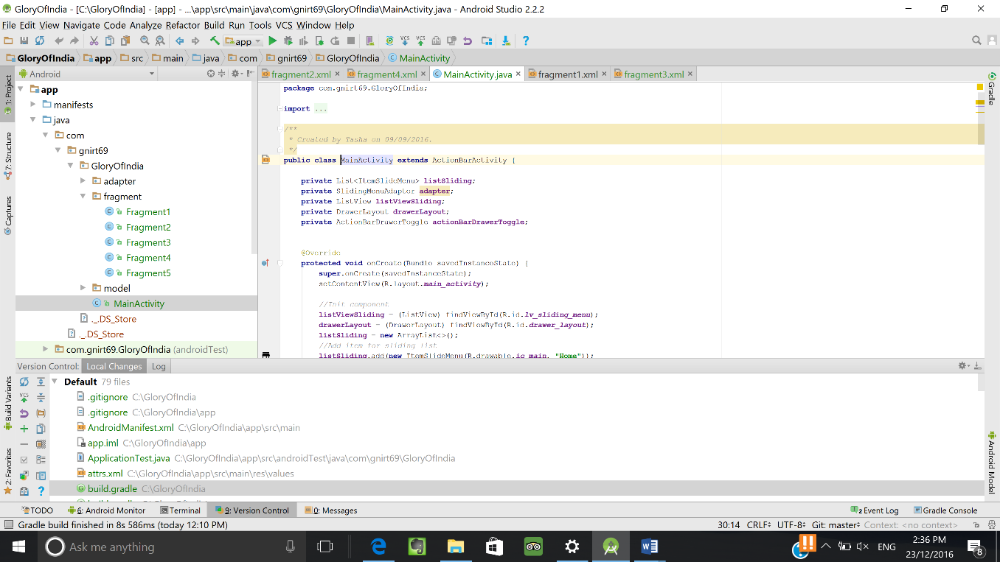 GloryOfIndia - [C:\GloryOfIndia] - [app] - ...\app\src\main\java\com\gnirt69\GloryOfIndia\MainActivity.java - Android Studio 2.2.2
File Edit View Navigate Code Analyze Refactor Build Run Tools VCS Window Help
app
VCS VCS
GloryOfIndia app src main java com gnirt69 GloryOfIndia MainActivity
Android
fragment2.xml fragment4.xml MainActivity.java fragment1.xml fragment3.xml
1: Project
7: Structure
Captures
Build Variants
2: Favorites
app
manifests
java
com
gnirt69
GloryOfIndia
adapter
fragment
Fragment1
Fragment2
Fragment3
Fragment4
Fragment5
model
MainActivity
._.DS_Store
._.DS_Store
com.gnirt69.GloryOfIndia (androidTest)
package com.gnirt69.GloryOfIndia;
import ...
/**
* Created by Tasha on 09/09/2016.
*/
public class MainActivity extends ActionBarActivity {
private List<ItemSlideMenu> listSliding;
private SlidingMenuAdapter adapter;
private ListView listViewSliding;
private DrawerLayout drawerLayout;
private ActionBarDrawerToggle actionBarDrawerToggle;
@Override
protected void onCreate(Bundle savedInstanceState) {
super.onCreate(savedInstanceState);
setContentView(R.layout.main_activity);
//Init component
listViewSliding = (ListView) findViewById(R.id.lv_sliding_menu);
drawerLayout = (DrawerLayout) findViewById(R.id.drawer_layout);
listSliding = new ArrayList<>();
//Add item for sliding list
listSliding.add(new ItemSlideMenu(R.drawable.ic_main, "Home"));
Gradle
Android Model
Version Control: Local Changes Log
VCS
Default 79 files
.gitignore C:\GloryOfIndia
.gitignore C:\GloryOfIndia\app
AndroidManifest.xml C:\GloryOfIndia\app\src\main
app.iml C:\GloryOfIndia\app
ApplicationTest.java C:\GloryOfIndia\app\src\androidTest\java\com\gnirt69\GloryOfIndia
attrs.xml C:\GloryOfIndia\app\src\main\res\values
build.gradle C:\GloryOfIndia
TODO 6: Android Monitor Terminal 9: Version Control 0: Messages 2 Event Log Gradle Console
Gradle build finished in 8s 586ms (today 12:10 PM) 30:14 CRLF UTF-8 Git: master Context: <no context>
Ask me anything
ENG
2:36 PM
23/12/2016
8